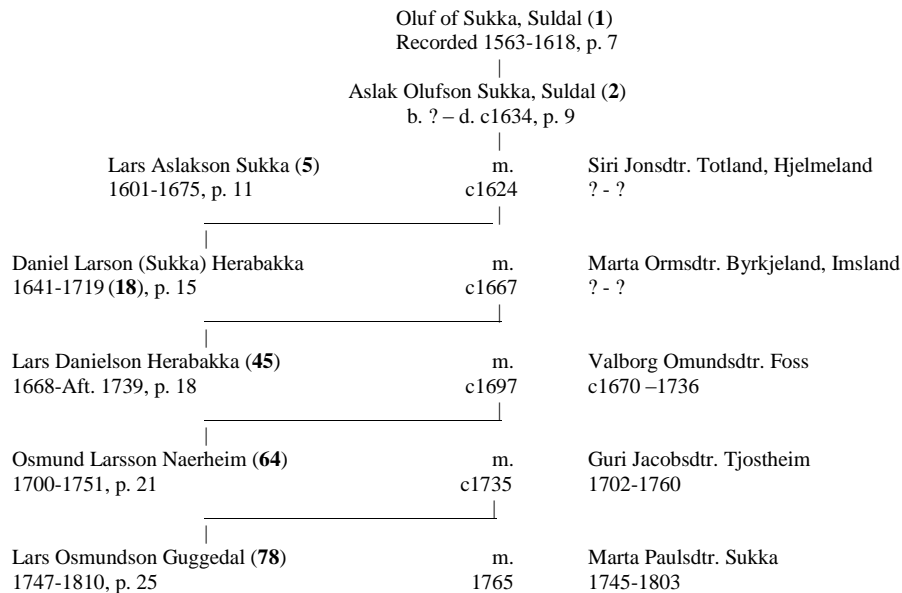 Oluf of Sukka, Suldal (1)
Recorded 1563-1618, p. 7
Aslak Olufson Sukka, Suldal (2)
b. ? – d. c1634, p. 9
Lars Aslakson Sukka (5) m. Siri Jonsdtr. Totland, Hjelmeland
1601-1675, p. 11 c1624 ? - ?
Daniel Larson (Sukka) Herabakka m. Marta Ormsdtr. Byrkjeland, Imsland
1641-1719 (18), p. 15 c1667 ? - ?
Lars Danielson Herabakka (45) m. Valborg Omundsdtr. Foss
1668-Aft. 1739, p. 18 c1697 c1670 –1736
Osmund Larsson Naerheim (64) m. Guri Jacobsdtr. Tjostheim
1700-1751, p. 21 c1735 1702-1760
Lars Osmundson Guggedal (78) m. Marta Paulsdtr. Sukka
1747-1810, p. 25 1765 1745-1803